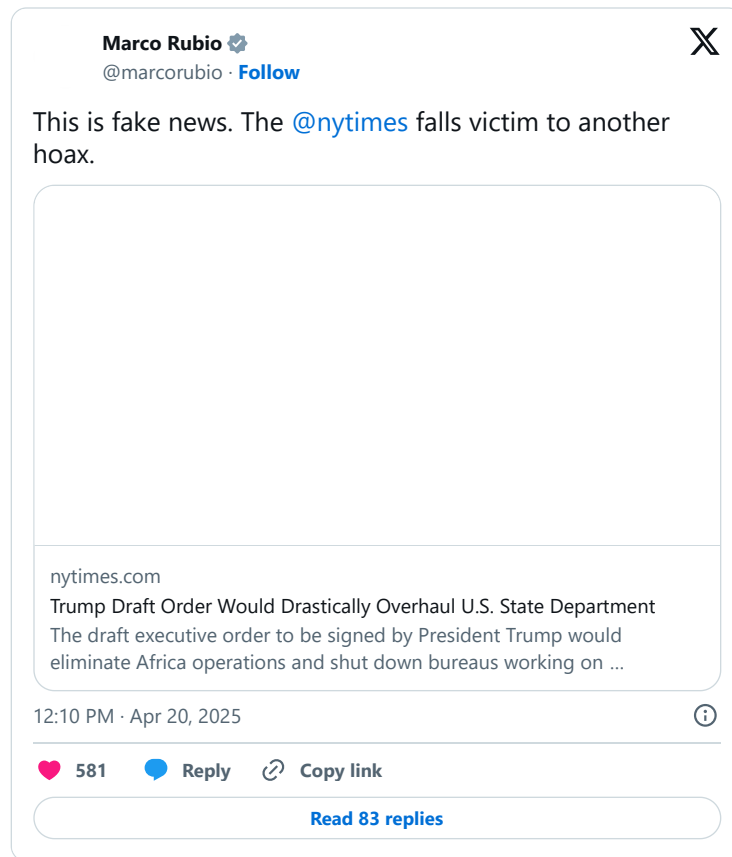 Marco Rubio
@marcorubio · Follow
This is fake news. The @nytimes falls victim to another
hoax.
nytimes.com
Trump Draft Order Would Drastically Overhaul U.S. State Department
The draft executive order to be signed by President Trump would
eliminate Africa operations and shut down bureaus working on ...
12:10 PM · Apr 20, 2025
581 Reply Copy link
Read 83 replies